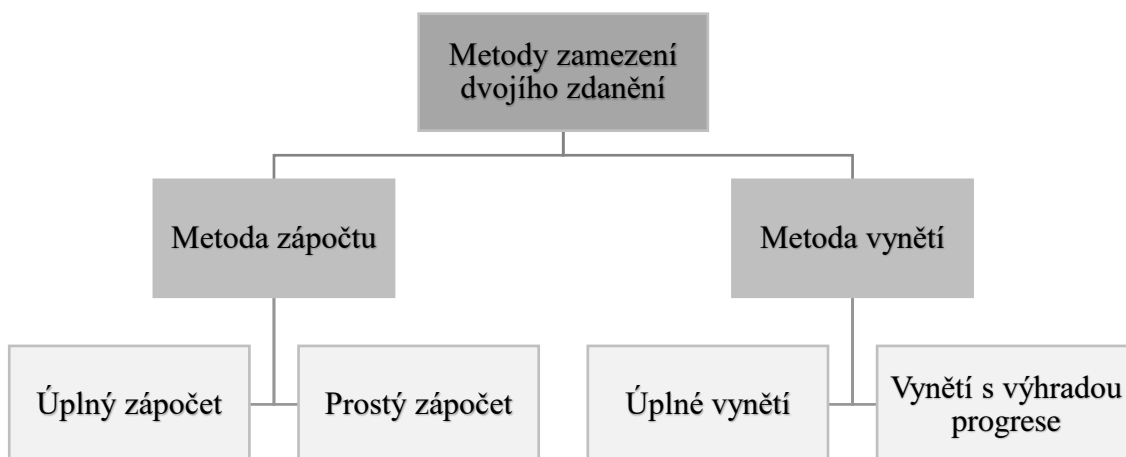 Metody zamezení
dvojího zdanění
Metoda zápočtu
Metoda vynětí
Úplný zápočet
Prostý zápočet
Úplné vynětí
Vynětí s výhradou
progrese